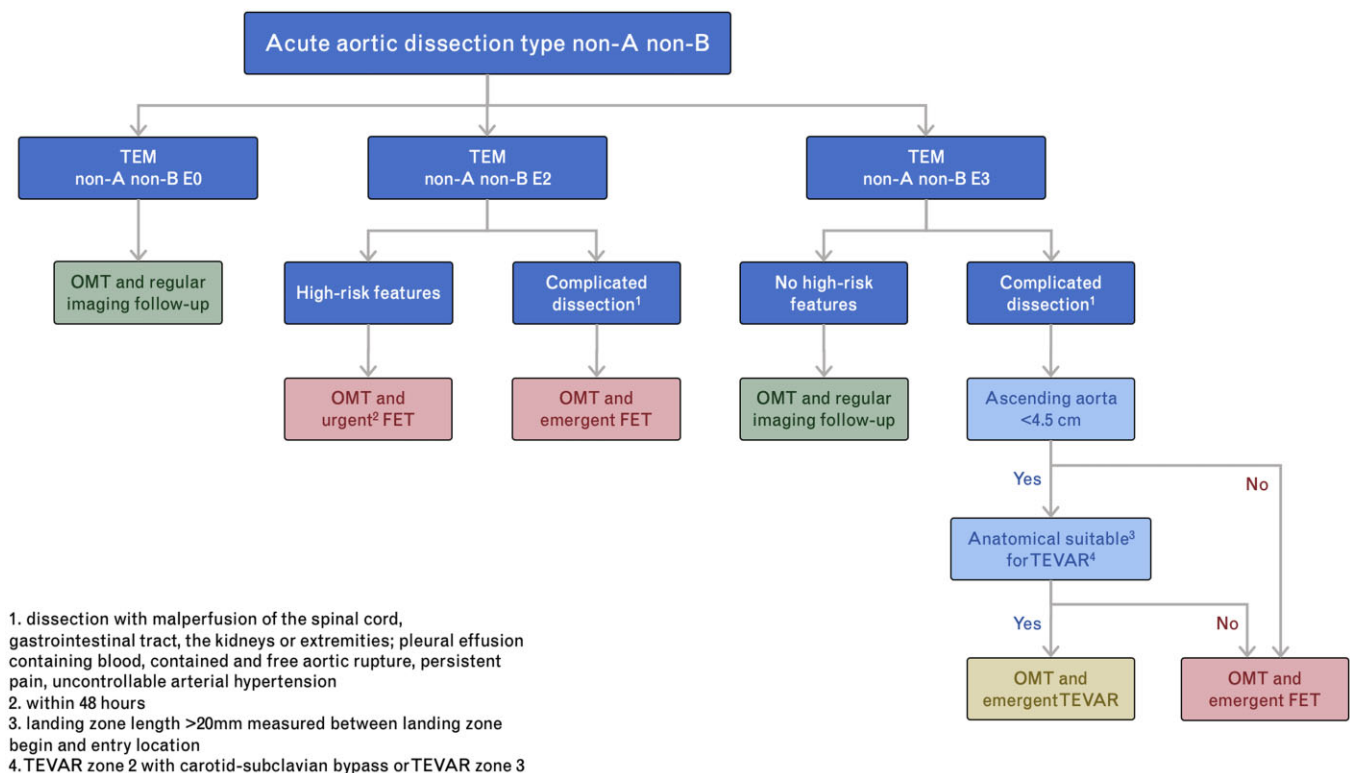 Acute aortic dissection type non-A non-B
TEM
non-A non-B E0
TEM
non-A non-B E2
TEM
non-A non-B E3
OMT and regular
imaging follow-up
High-risk features
Complicated
dissection¹
No high-risk
features
Complicated
dissection¹
OMT and
urgent² FET
OMT and
emergent FET
OMT and regular
imaging follow-up
Ascending aorta
<4.5 cm
Yes
No
Anatomical suitable³
for TEVAR⁴
Yes
No
OMT and
emergent TEVAR
OMT and
emergent FET
1. dissection with malperfusion of the spinal cord,
gastrointestinal tract, the kidneys or extremities; pleural effusion
containing blood, contained and free aortic rupture, persistent
pain, uncontrollable arterial hypertension
2. within 48 hours
3. landing zone length >20mm measured between landing zone
begin and entry location
4. TEVAR zone 2 with carotid-subclavian bypass or TEVAR zone 3